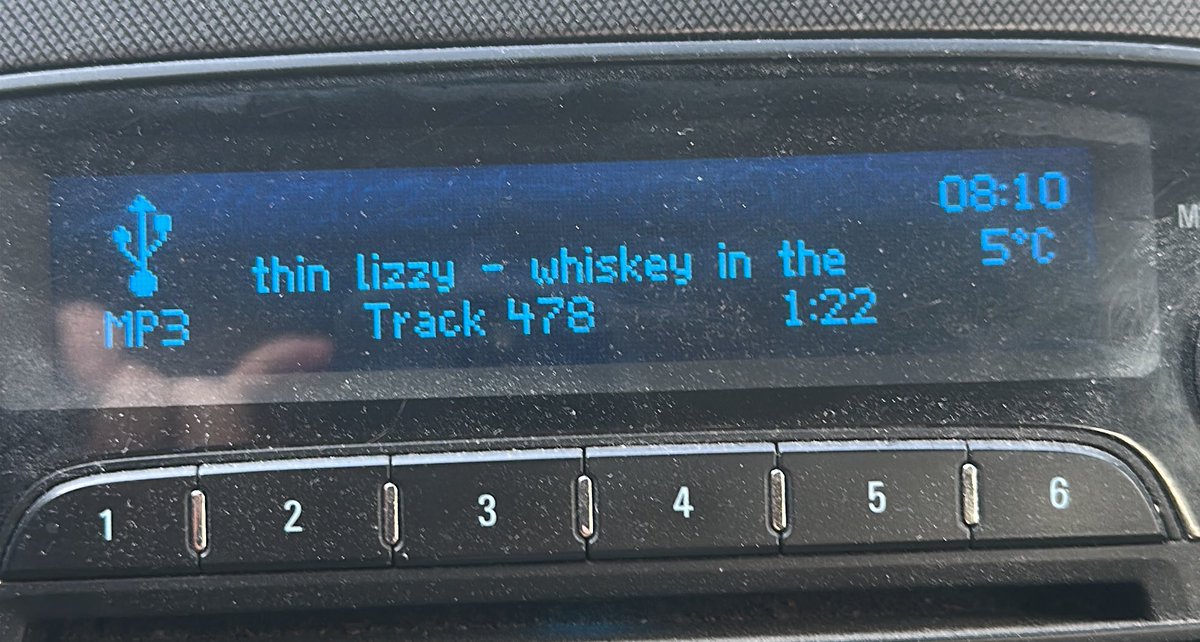 08:10
5°C
thin lizzy - whiskey in the
MP3 Track 478 1:22
M
1 2 3 4 5 6